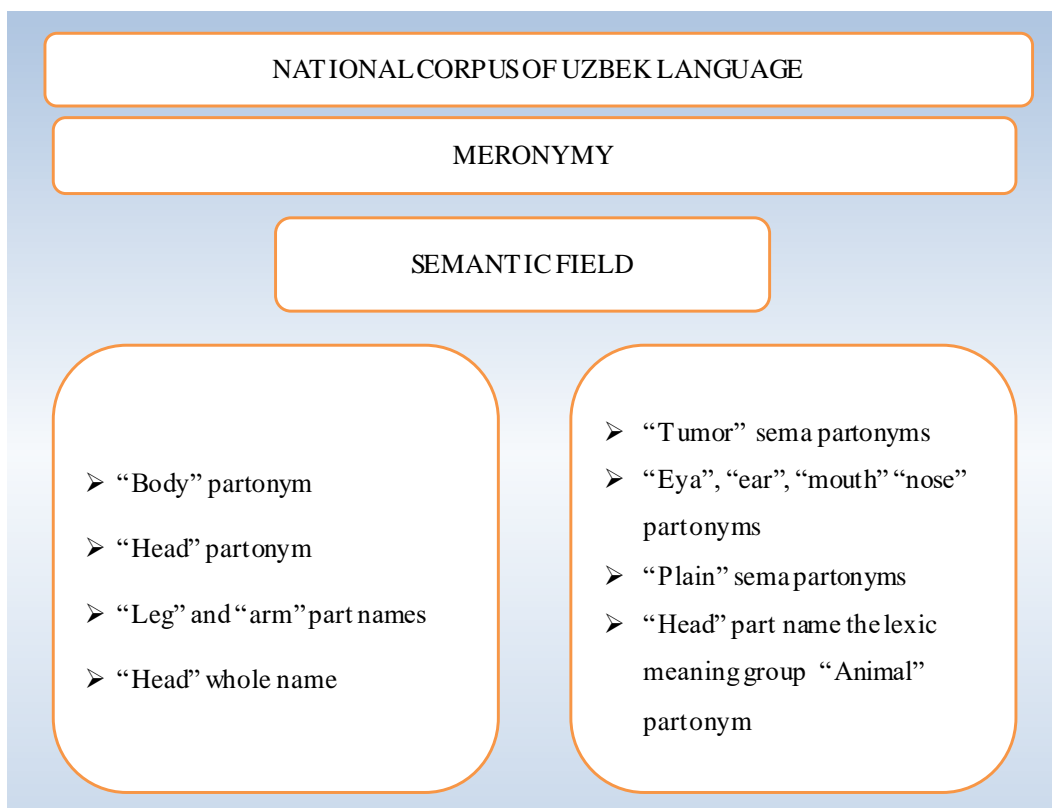 NATIONAL CORPUS OF UZBEK LANGUAGE
MERONYMY
SEMANTIC FIELD
➢ “Body” partonym
➢ “Head” partonym
➢ “Leg” and “arm” part names
➢ “Head” whole name
➢ “Tumor” sema partonyms
➢ “Eya”, “ear”, “mouth” “nose”
partonyms
➢ “Plain” sema partonyms
➢ “Head” part name the lexic
meaning group “Animal”
partonym